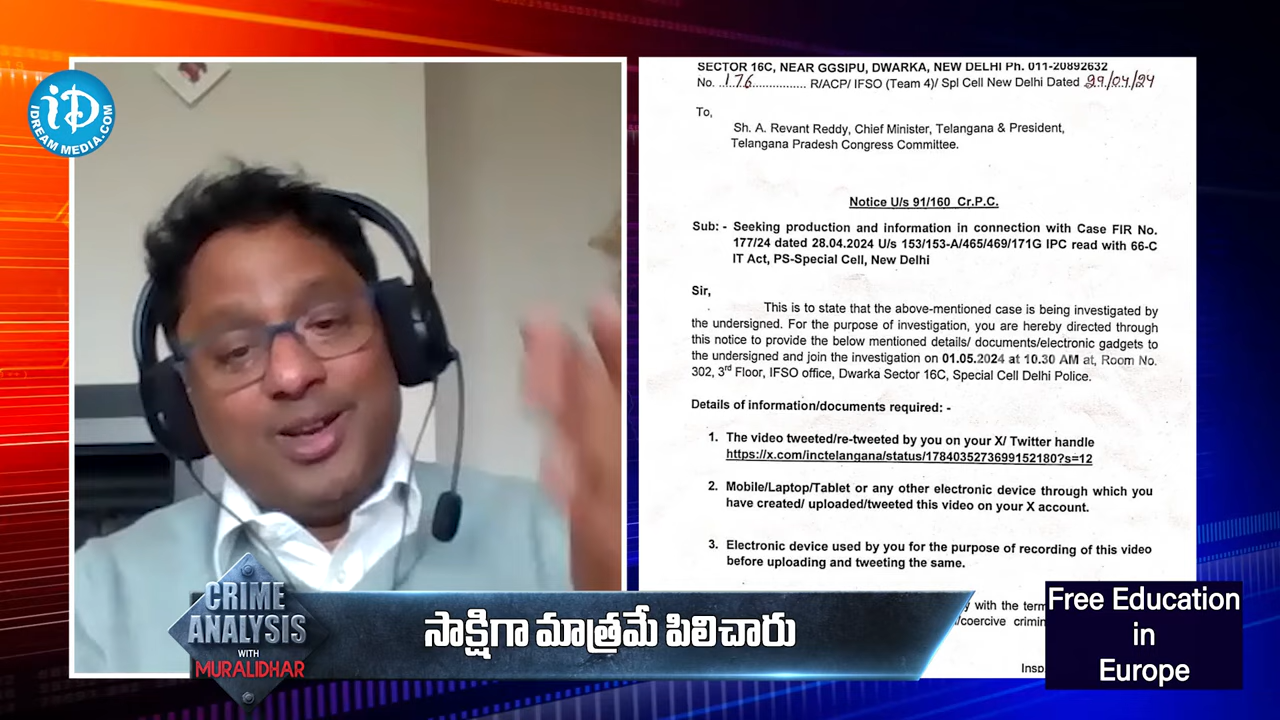 iD
IDREAM MEDIA.COM
SECTOR 16C, NEAR GGSIPU, DWARKA, NEW DELHI Ph. 011-20892632
No. ..176................ R/ACP/ IFSO (Team 4)/ Spl Cell New Delhi Dated 29/04/24
To,
Sh. A. Revant Reddy, Chief Minister, Telangana & President,
Telangana Pradesh Congress Committee.
Notice U/s 91/160 Cr.P.C.
Sub: - Seeking production and information in connection with Case FIR No.
177/24 dated 28.04.2024 U/s 153/153-A/465/469/171G IPC read with 66-C
IT Act, PS-Special Cell, New Delhi
Sir,
This is to state that the above-mentioned case is being investigated by
the undersigned. For the purpose of investigation, you are hereby directed through
this notice to provide the below mentioned details/ documents/electronic gadgets to
the undersigned and join the investigation on 01.05.2024 at 10.30 AM at, Room No.
302, 3rd Floor, IFSO office, Dwarka Sector 16C, Special Cell Delhi Police.
Details of information/documents required: -
1. The video tweeted/re-tweeted by you on your X/ Twitter handle
https://x.com/inctelangana/status/1784035273699152180?s=12
2. Mobile/Laptop/Tablet or any other electronic device through which you
have created/ uploaded/tweeted this video on your X account.
3. Electronic device used by you for the purpose of recording of this video
before uploading and tweeting the same.
with the
/coercive
CRIME
ANALYSIS
WITH
MURALIDHAR
సాక్షిగా మాత్రమే పిలిచారు
Free Education
in
Europe